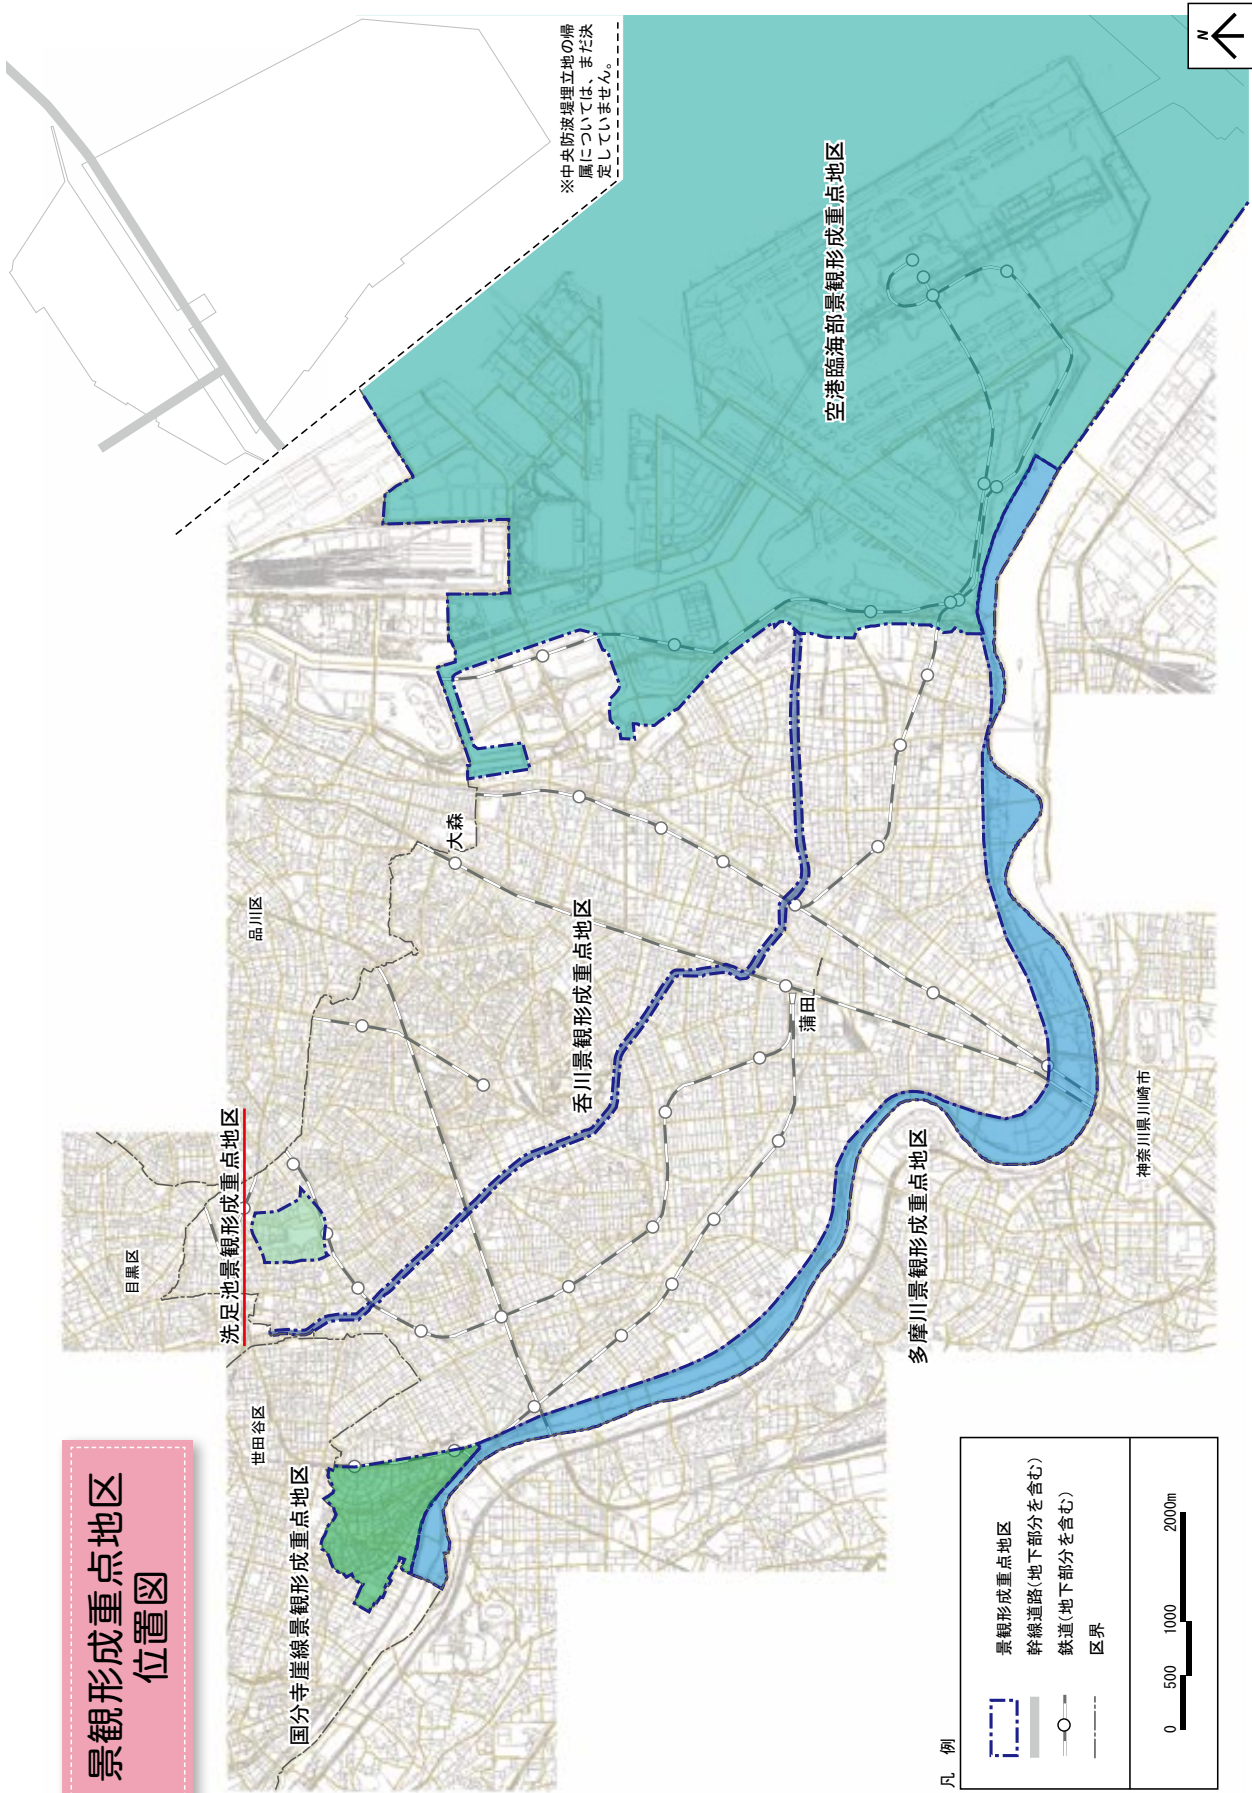 景観形成重点地区
位置図
※中央防波堤埋立地の帰
属については、まだ決
定していません。
N
目黒区
品川区
世田谷区
洗足池景観形成重点地区
大森
国分寺崖線景観形成重点地区
呑川景観形成重点地区
空港臨海部景観形成重点地区
蒲田
多摩川景観形成重点地区
神奈川県川崎市
凡 例
景観形成重点地区
幹線道路(地下部分を含む)
鉄道(地下部分を含む)
区界
0 500 1000 2000m